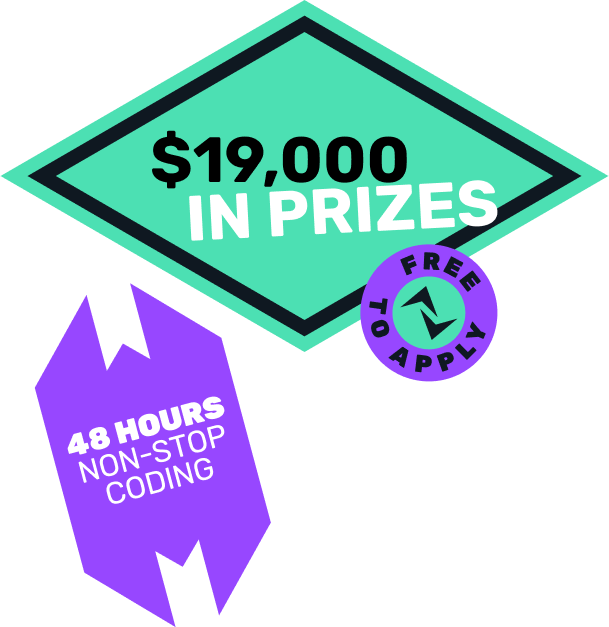 $19,000
IN PRIZES
FREE
TO APPLY
48 HOURS
NON-STOP
CODING